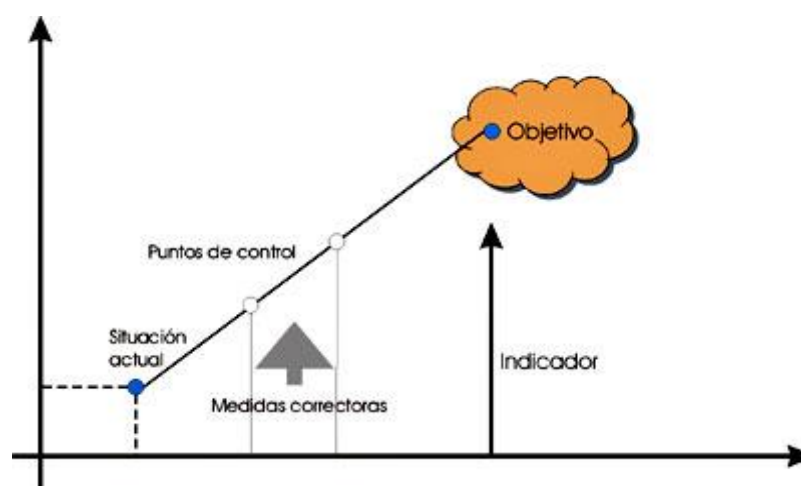 Objetivo
Puntos de control
Situación
actual
Indicador
Medidas correctoras